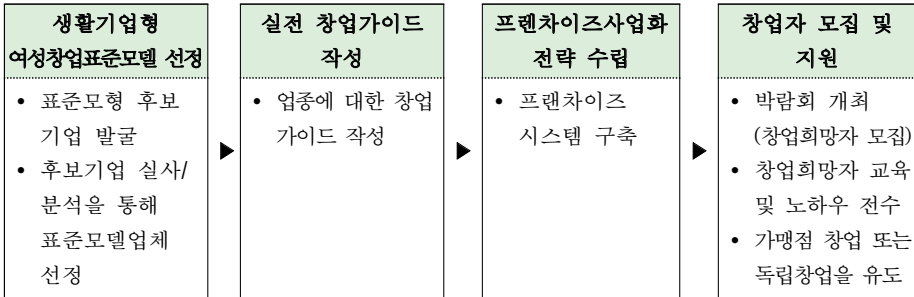 생활기업형
여성창업표준모델 선정
• 표준모형 후보
기업 발굴
• 후보기업 실사/
분석을 통해
표준모델업체
선정
실전 창업가이드
작성
• 업종에 대한 창업
가이드 작성
프렌차이즈사업화
전략 수립
• 프랜차이즈
시스템 구축
창업자 모집 및
지원
• 박람회 개최
(창업희망자 모집)
• 창업희망자 교육
및 노하우 전수
• 가맹점 창업 또는
독립창업을 유도